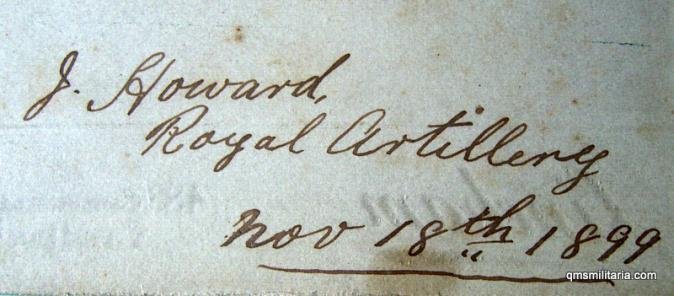 J. Howard,
Royal Artillery
Nov 18th 1899
qmsmilitaria.com